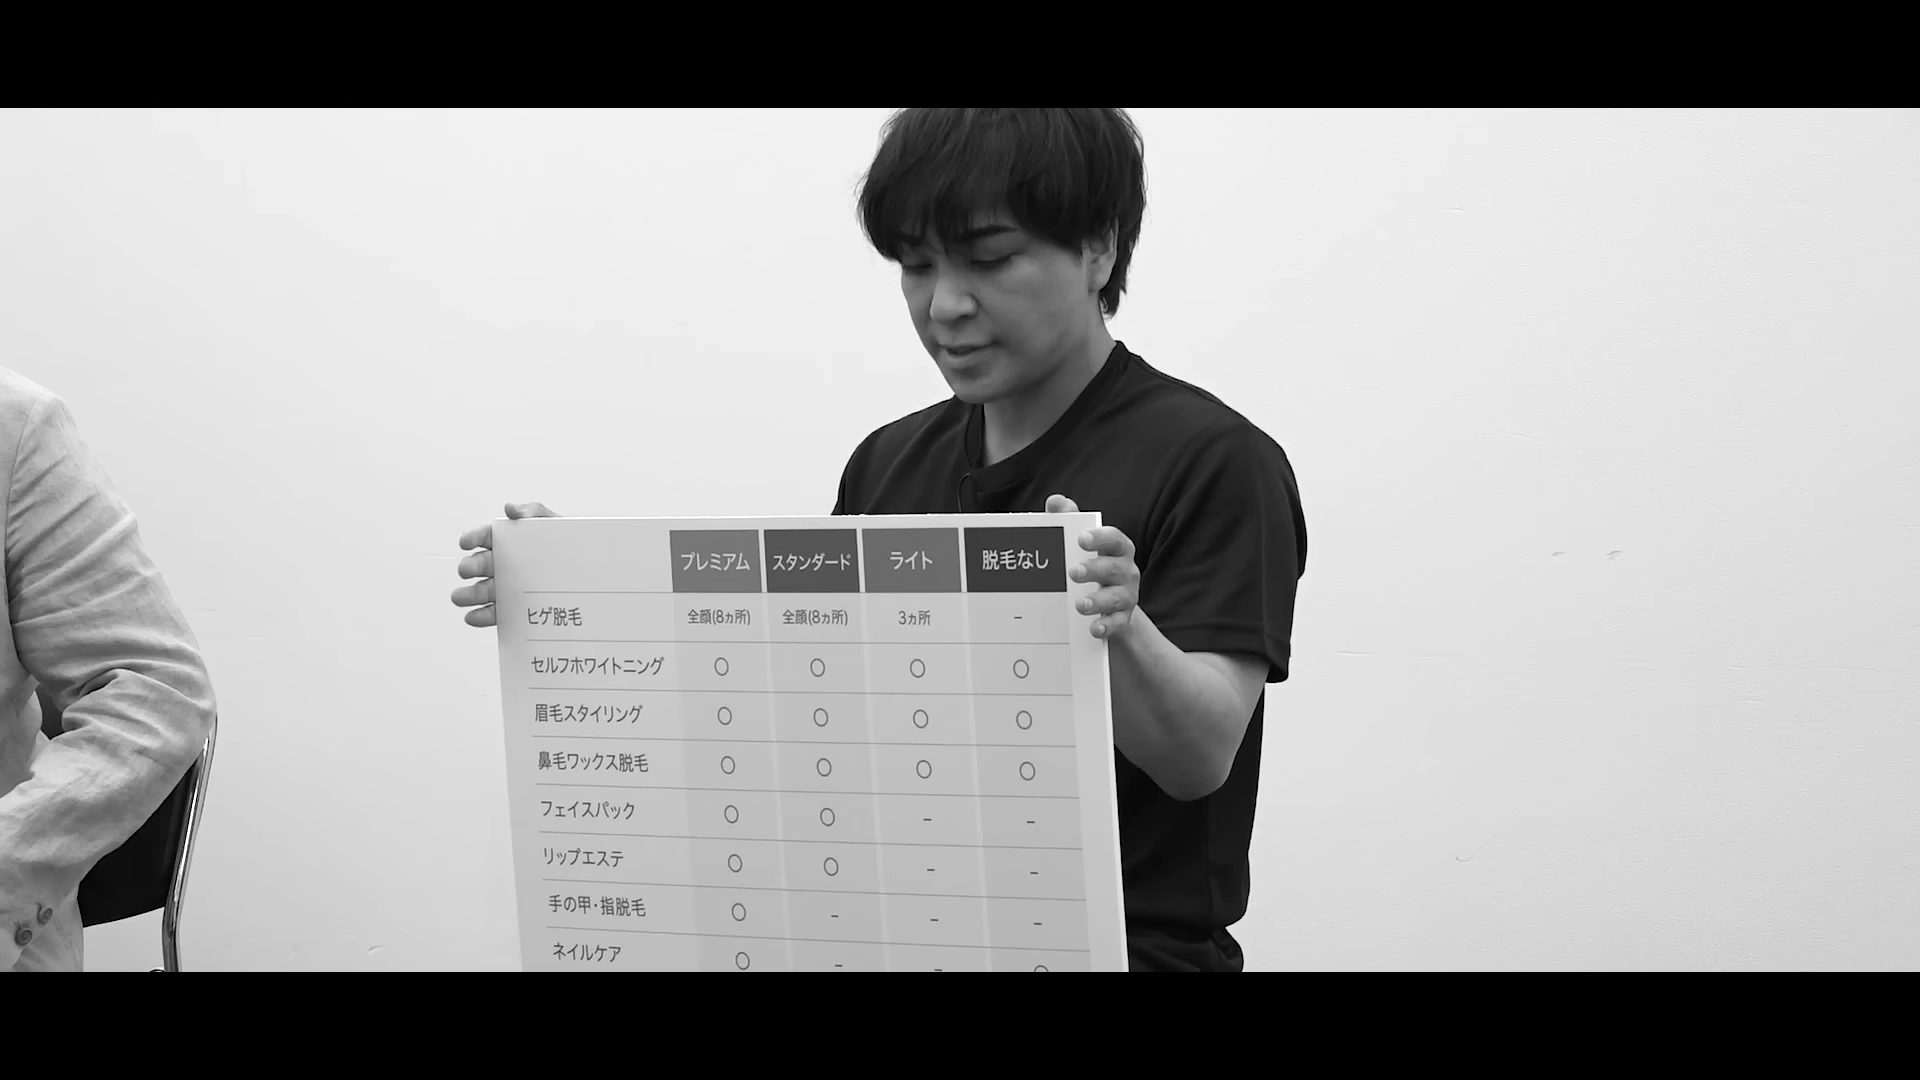 プレミアム スタンダード ライト 脱毛なし
ヒゲ脱毛 全顔(8ヵ所) 全顔(8ヵ所) 3ヵ所 -
セルフホワイトニング ○ ○ ○ ○
眉毛スタイリング ○ ○ ○ ○
鼻毛ワックス脱毛 ○ ○ ○ ○
フェイスパック ○ ○ - -
リップエステ ○ ○ - -
手の甲・指脱毛 ○ - - -
ネイルケア ○ - - ○